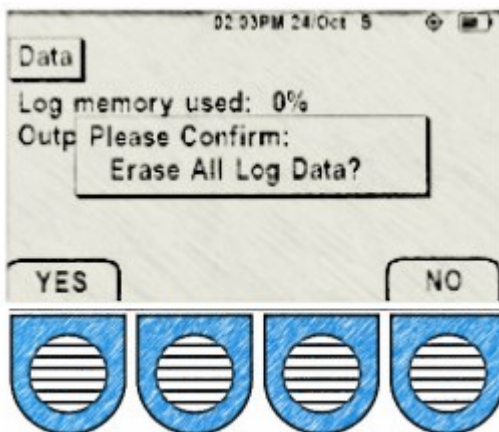 02:03PM 24/Oct S
Data
Log memory used: 0%
Outp Please Confirm:
Erase All Log Data?
YES NO